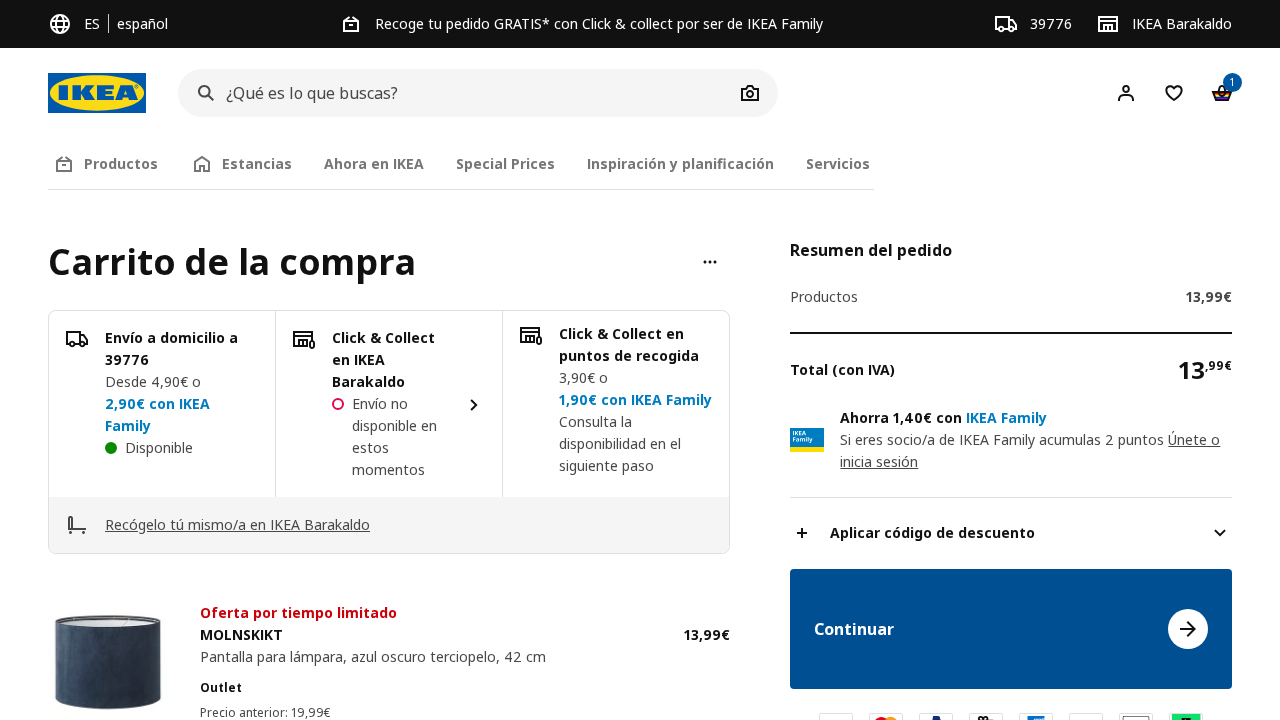 ES
español
Recoge tu pedido GRATIS* con Click & collect por ser de IKEA Family
39776
IKEA Barakaldo
IKEA
¿Qué es lo que buscas?
1
Productos
Estancias
Ahora en IKEA
Special Prices
Inspiración y planificación
Servicios
Carrito de la compra
Envío a domicilio a
39776
Desde 4,90€ o
2,90€ con IKEA
Family
Disponible
Click & Collect
en IKEA
Barakaldo
Envío no
disponible en
estos
momentos
Click & Collect en
puntos de recogida
3,90€ o
1,90€ con IKEA Family
Consulta la
disponibilidad en el
siguiente paso
Recógelo tú mismo/a en IKEA Barakaldo
Oferta por tiempo limitado
MOLNSKIKT
13,99€
Pantalla para lámpara, azul oscuro terciopelo, 42 cm
Outlet
Precio anterior: 19,99€
Resumen del pedido
Productos
13,99€
Total (con IVA)
13,99€
IKEA
Family
Ahorra 1,40€ con IKEA Family
Si eres socio/a de IKEA Family acumulas 2 puntos Únete o
inicia sesión
Aplicar código de descuento
Continuar